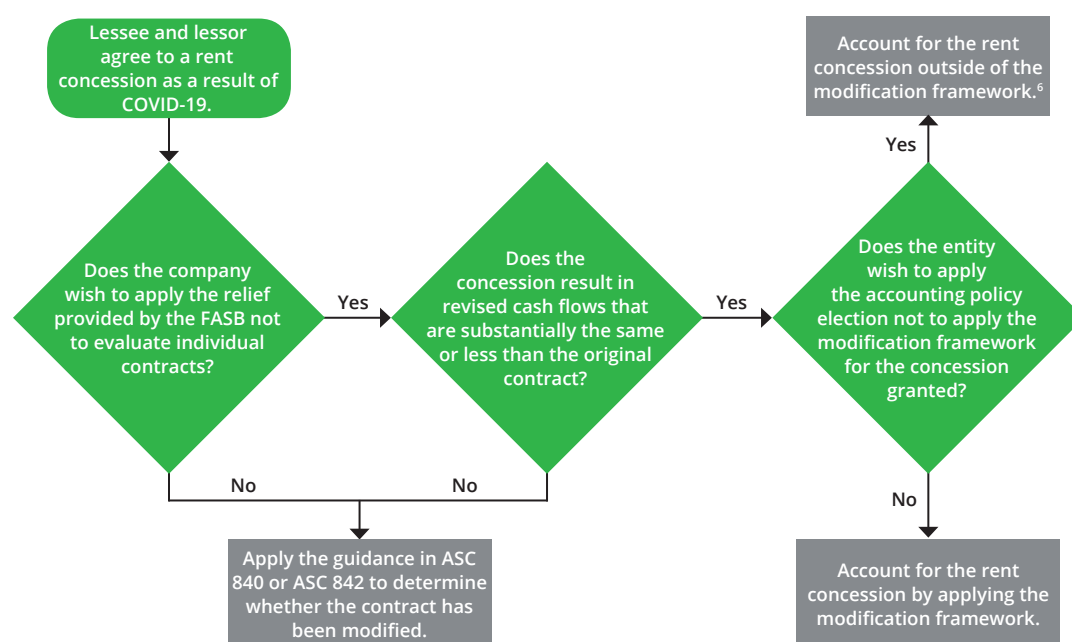 Lessee and lessor
agree to a rent
concession as a result of
COVID-19.
Does the company
wish to apply the relief
provided by the FASB not
to evaluate individual
contracts?
Yes
Does the
concession result in
revised cash flows that
are substantially the same
or less than the original
contract?
Yes
Does the entity
wish to apply
the accounting policy
election not to apply the
modification framework
for the concession
granted?
Yes
Account for the rent
concession outside of the
modification framework.⁶
No
No
Apply the guidance in ASC
840 or ASC 842 to determine
whether the contract has
been modified.
No
Account for the rent
concession by applying the
modification framework.